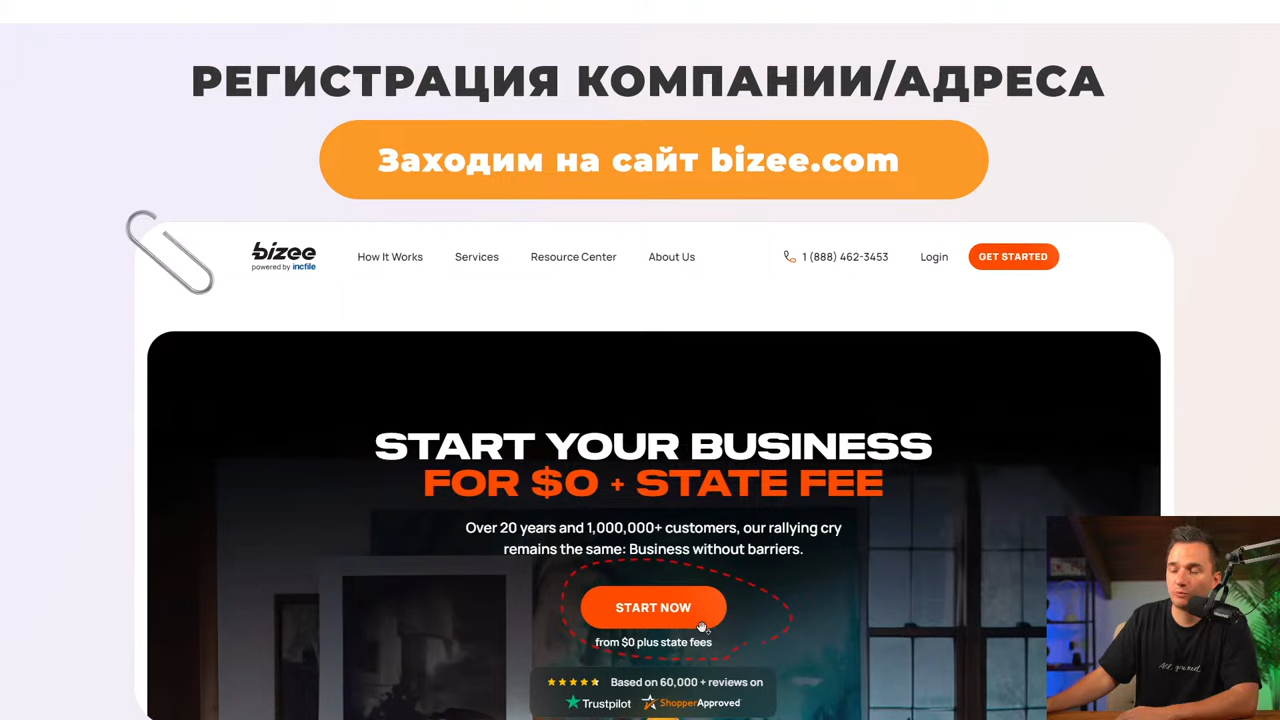 РЕГИСТРАЦИЯ КОМПАНИИ/АДРЕСА
Заходим на сайт bizee.com
bizee
powered by incfile
How It Works
Services
Resource Center
About Us
1 (888) 462-3453
Login
GET STARTED
START YOUR BUSINESS
FOR $0 + STATE FEE
Over 20 years and 1,000,000+ customers, our rallying cry
remains the same: Business without barriers.
START NOW
from $0 plus state fees
Based on 60,000 + reviews on
Trustpilot
ShopperApproved